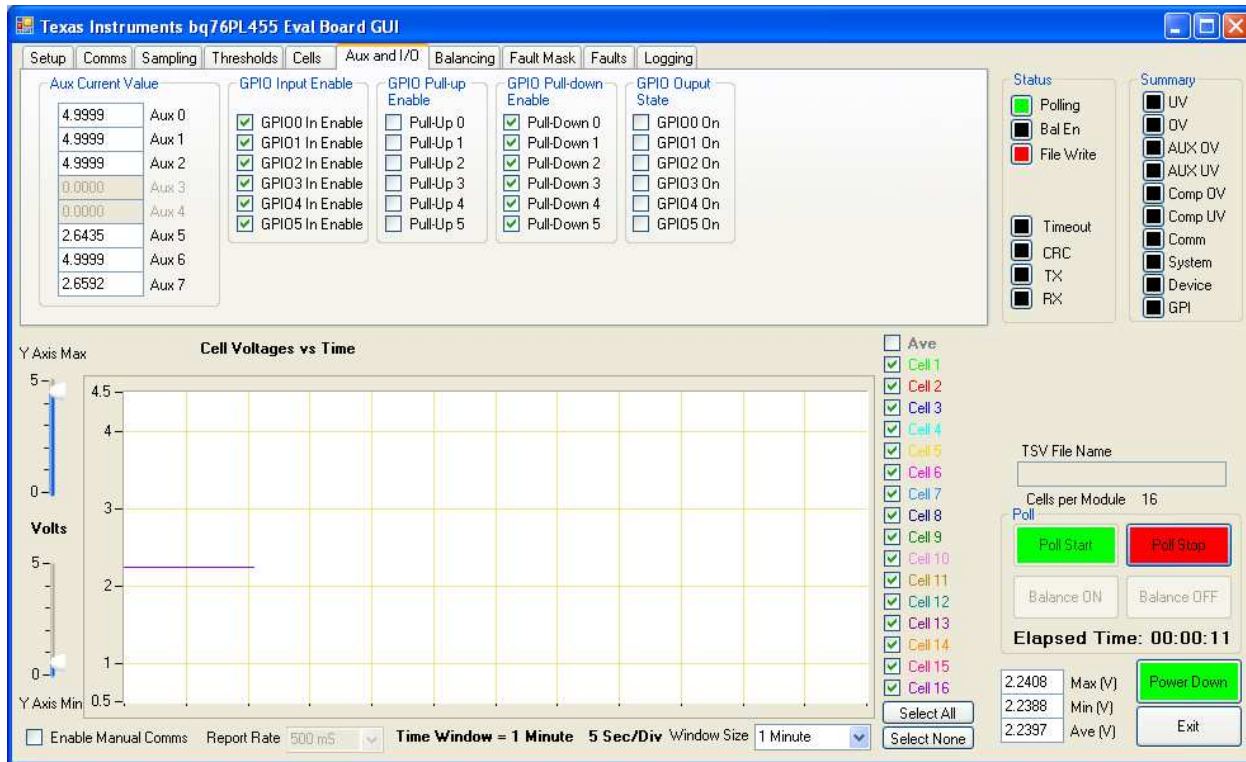 Texas Instruments bq76PL455 Eval Board GUI
Setup Comms Sampling Thresholds Cells Aux and I/O Balancing Fault Mask Faults Logging
Aux Current Value
4.9999 Aux 0
4.9999 Aux 1
4.9999 Aux 2
0.0000 Aux 3
0.0000 Aux 4
2.6435 Aux 5
4.9999 Aux 6
2.6592 Aux 7
GPIO Input Enable
GPIO0 In Enable
GPIO1 In Enable
GPIO2 In Enable
GPIO3 In Enable
GPIO4 In Enable
GPIO5 In Enable
GPIO Pull-up
Enable
Pull-Up 0
Pull-Up 1
Pull-Up 2
Pull-Up 3
Pull-Up 4
Pull-Up 5
GPIO Pull-down
Enable
Pull-Down 0
Pull-Down 1
Pull-Down 2
Pull-Down 3
Pull-Down 4
Pull-Down 5
GPIO Ouput
State
GPIO0 On
GPIO1 On
GPIO2 On
GPIO3 On
GPIO4 On
GPIO5 On
Status
Polling
Bal En
File Write
Timeout
CRC
TX
RX
Summary
UV
OV
AUX OV
AUX UV
Comp OV
Comp UV
Comm
System
Device
GPI
Y Axis Max
5
0
Volts
5
0
Y Axis Min
Cell Voltages vs Time
4.5
4
3
2
1
0.5
Ave
Cell 1
Cell 2
Cell 3
Cell 4
Cell 5
Cell 6
Cell 7
Cell 8
Cell 9
Cell 10
Cell 11
Cell 12
Cell 13
Cell 14
Cell 15
Cell 16
Select All
Select None
TSV File Name
Cells per Module 16
Poll
Poll Start Poll Stop
Balance ON Balance OFF
Elapsed Time: 00:00:11
2.2408 Max (V)
2.2388 Min (V)
2.2397 Ave (V)
Power Down
Exit
Enable Manual Comms Report Rate 500 mS Time Window = 1 Minute 5 Sec/Div Window Size 1 Minute